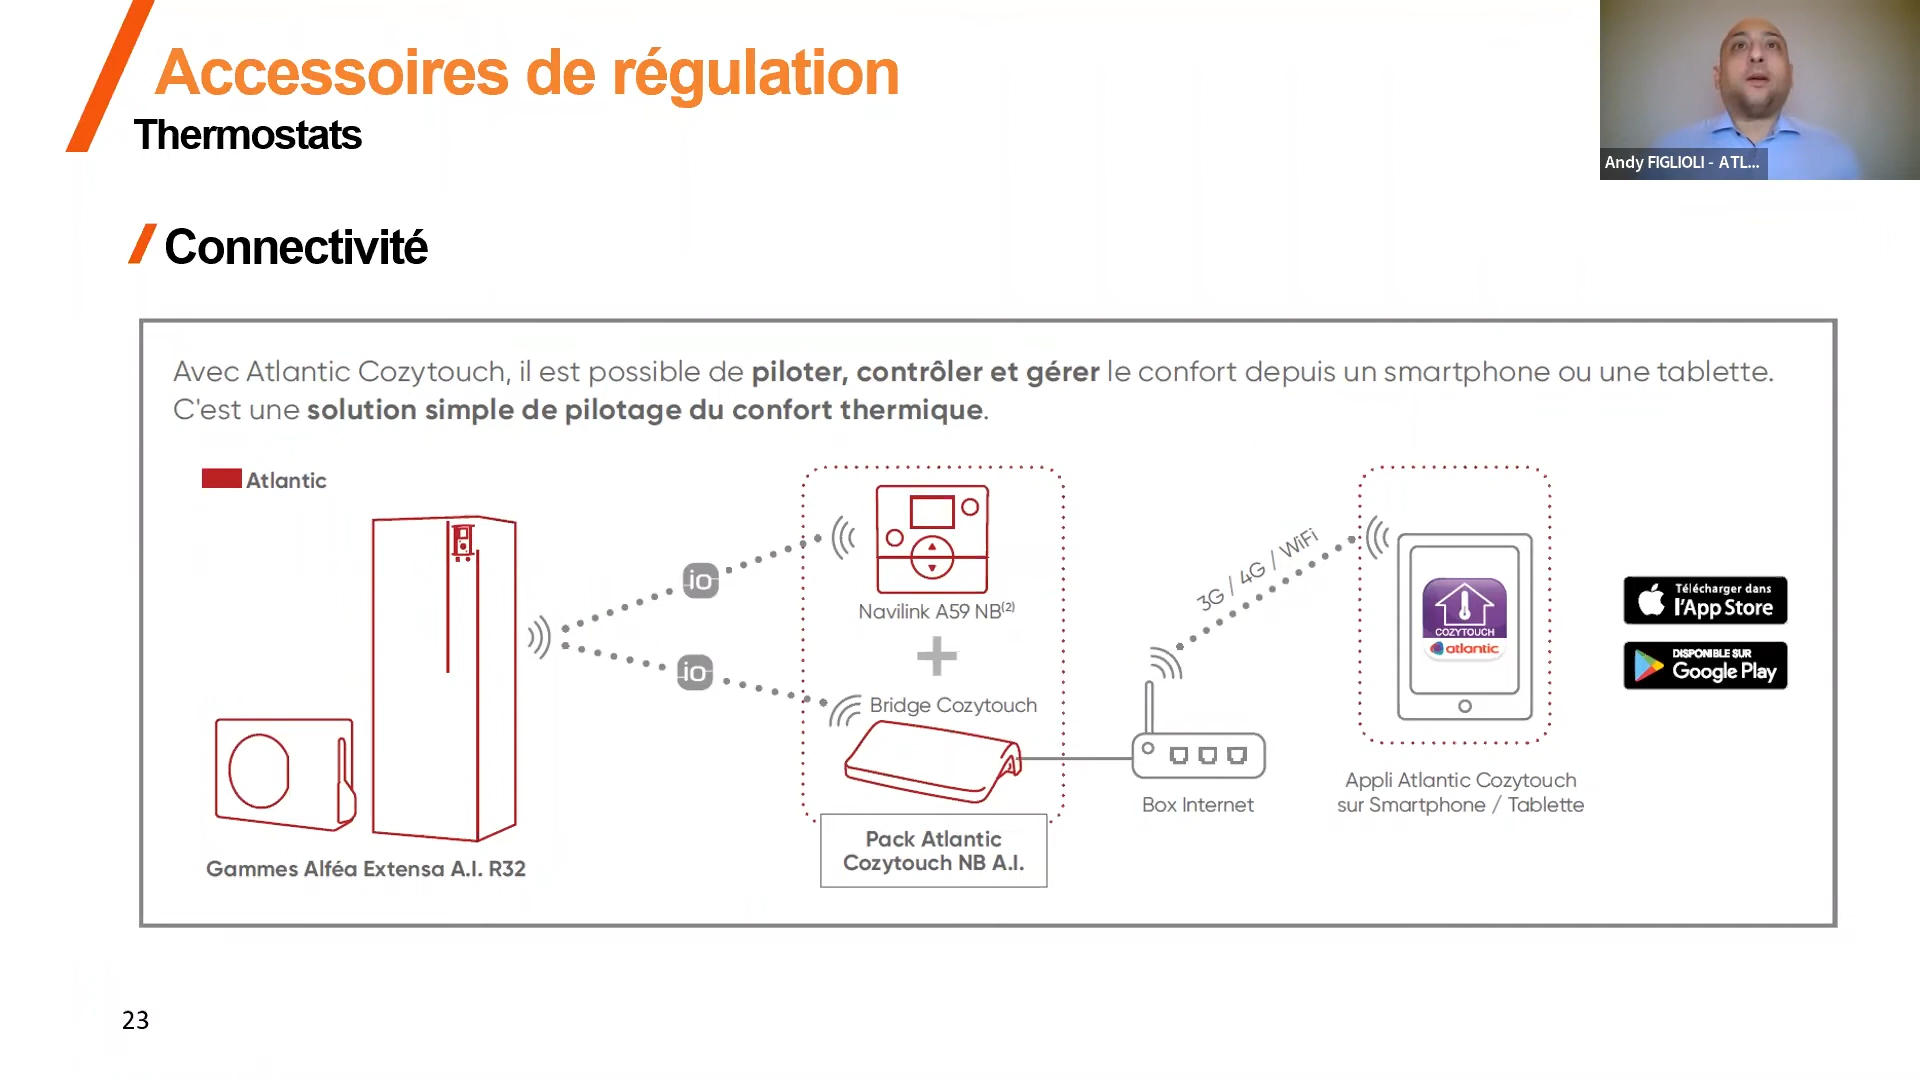 Accessoires de régulation
Thermostats
Andy FIGLIOLI - ATL...
Connectivité
Avec Atlantic Cozytouch, il est possible de piloter, contrôler et gérer le confort depuis un smartphone ou une tablette.
C'est une solution simple de pilotage du confort thermique.
Atlantic
io
io
Navilink A59 NB(2)
Bridge Cozytouch
Pack Atlantic
Cozytouch NB A.I.
Gammes Alféa Extensa A.I. R32
3G / 4G / WiFi
Box Internet
COZYTOUCH
atlantic
Appli Atlantic Cozytouch
sur Smartphone / Tablette
Télécharger dans
l'App Store
DISPONIBLE SUR
Google Play
23